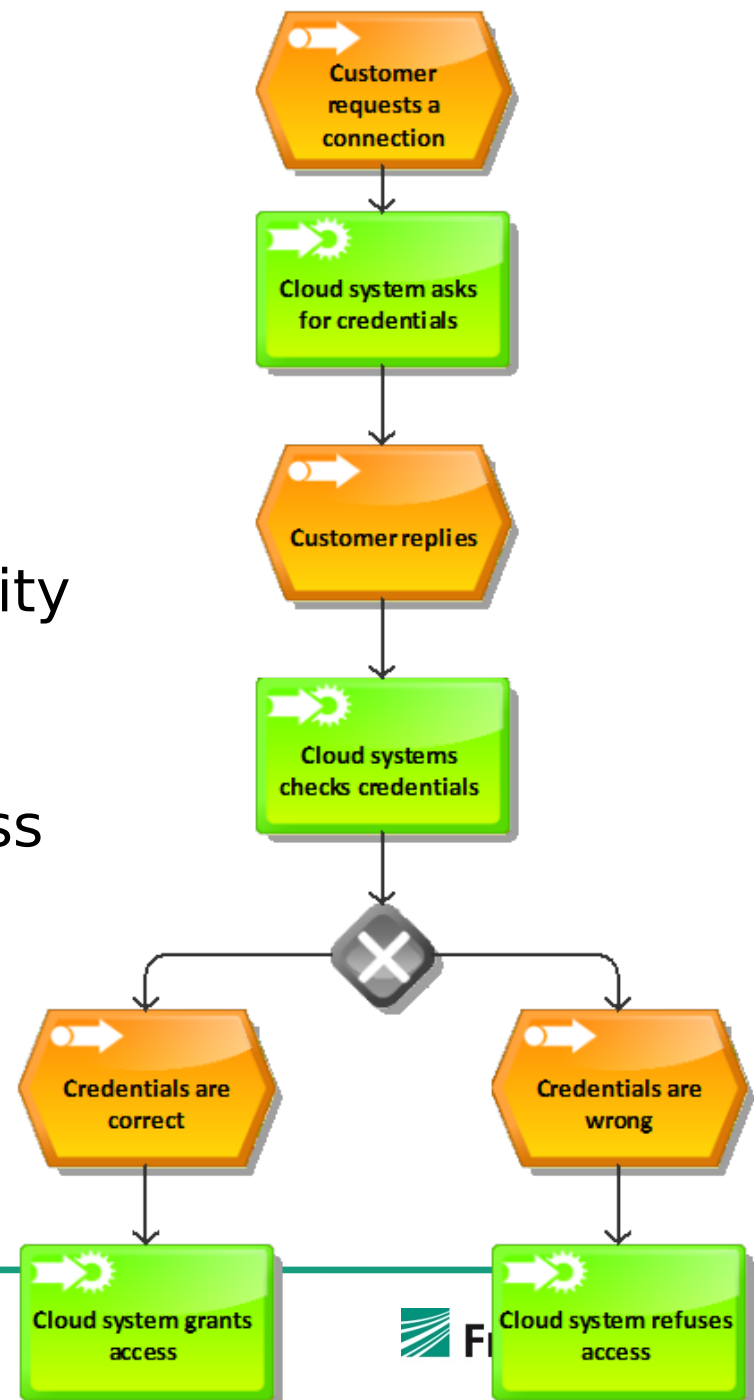 Customer
requests a
connection
Cloud system asks
for credentials
Customer replies
ity
Cloud systems
checks credentials
ss
Credentials are
correct
Credentials are
wrong
Cloud system grants
access
Fr
Cloud system refuses
access